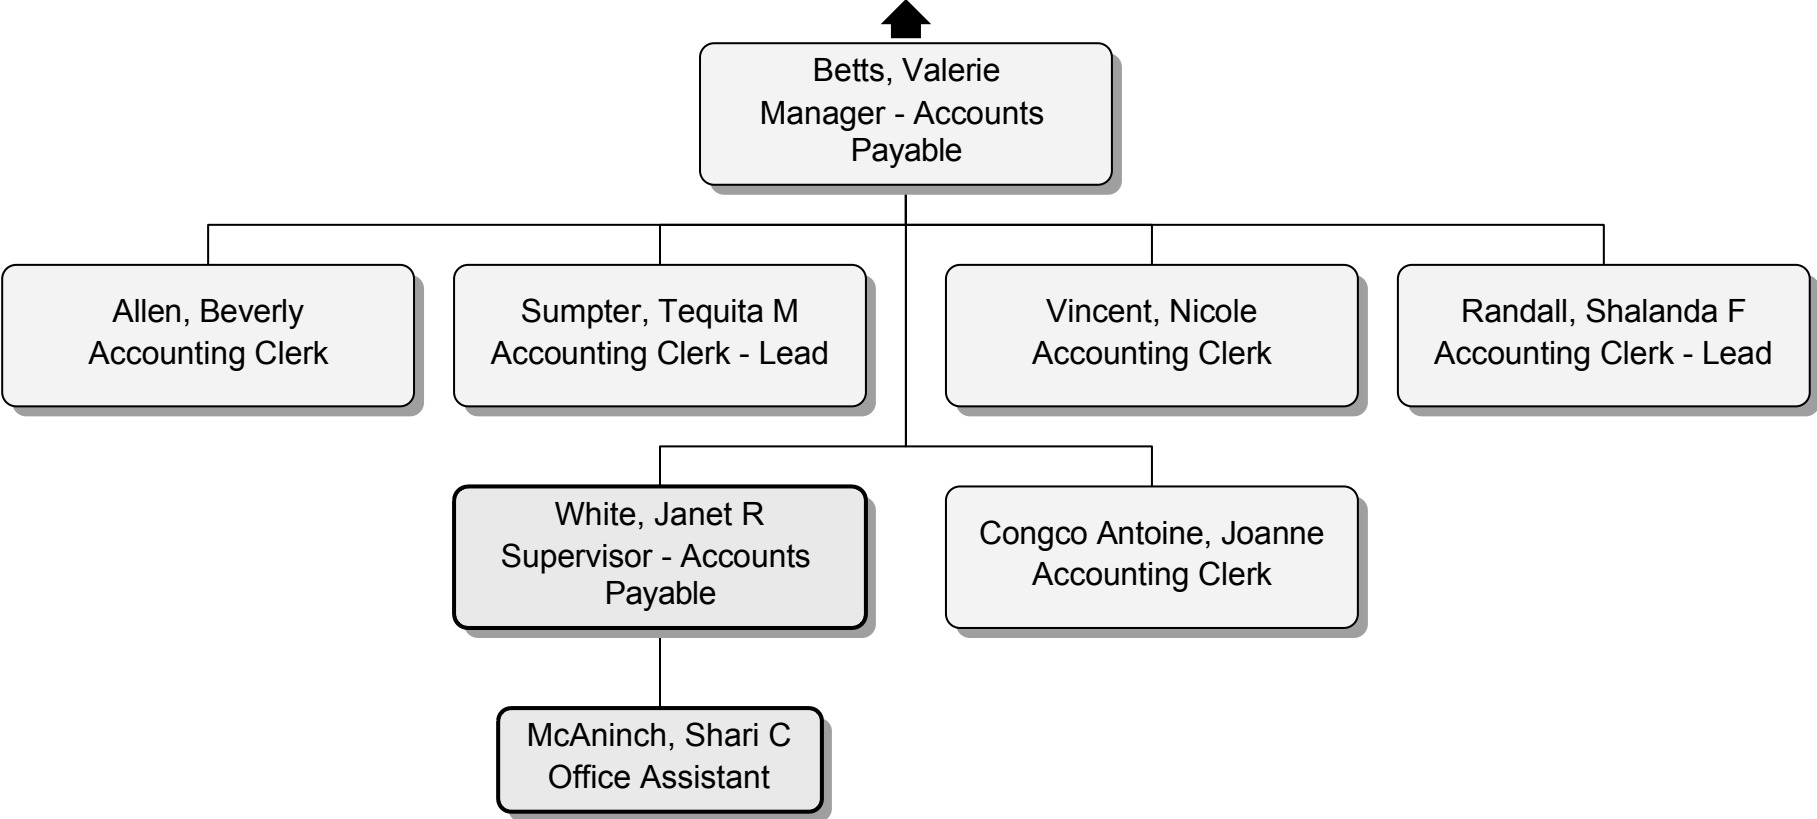 Betts, Valerie
Manager - Accounts
Payable
Allen, Beverly
Accounting Clerk
Sumpter, Tequita M
Accounting Clerk - Lead
Vincent, Nicole
Accounting Clerk
Randall, Shalanda F
Accounting Clerk - Lead
White, Janet R
Supervisor - Accounts
Payable
Congco Antoine, Joanne
Accounting Clerk
McAninch, Shari C
Office Assistant